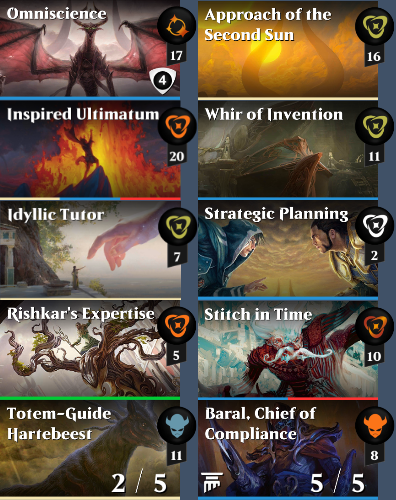 Omniscience
17
4
Approach of the
Second Sun
16
Inspired Ultimatum
20
Whir of Invention
11
Idyllic Tutor
7
Strategic Planning
2
Rishkar's Expertise
5
Stitch in Time
10
Totem-Guide
Hartebeest
11
2 / 5
Baral, Chief of
Compliance
8
5 / 5